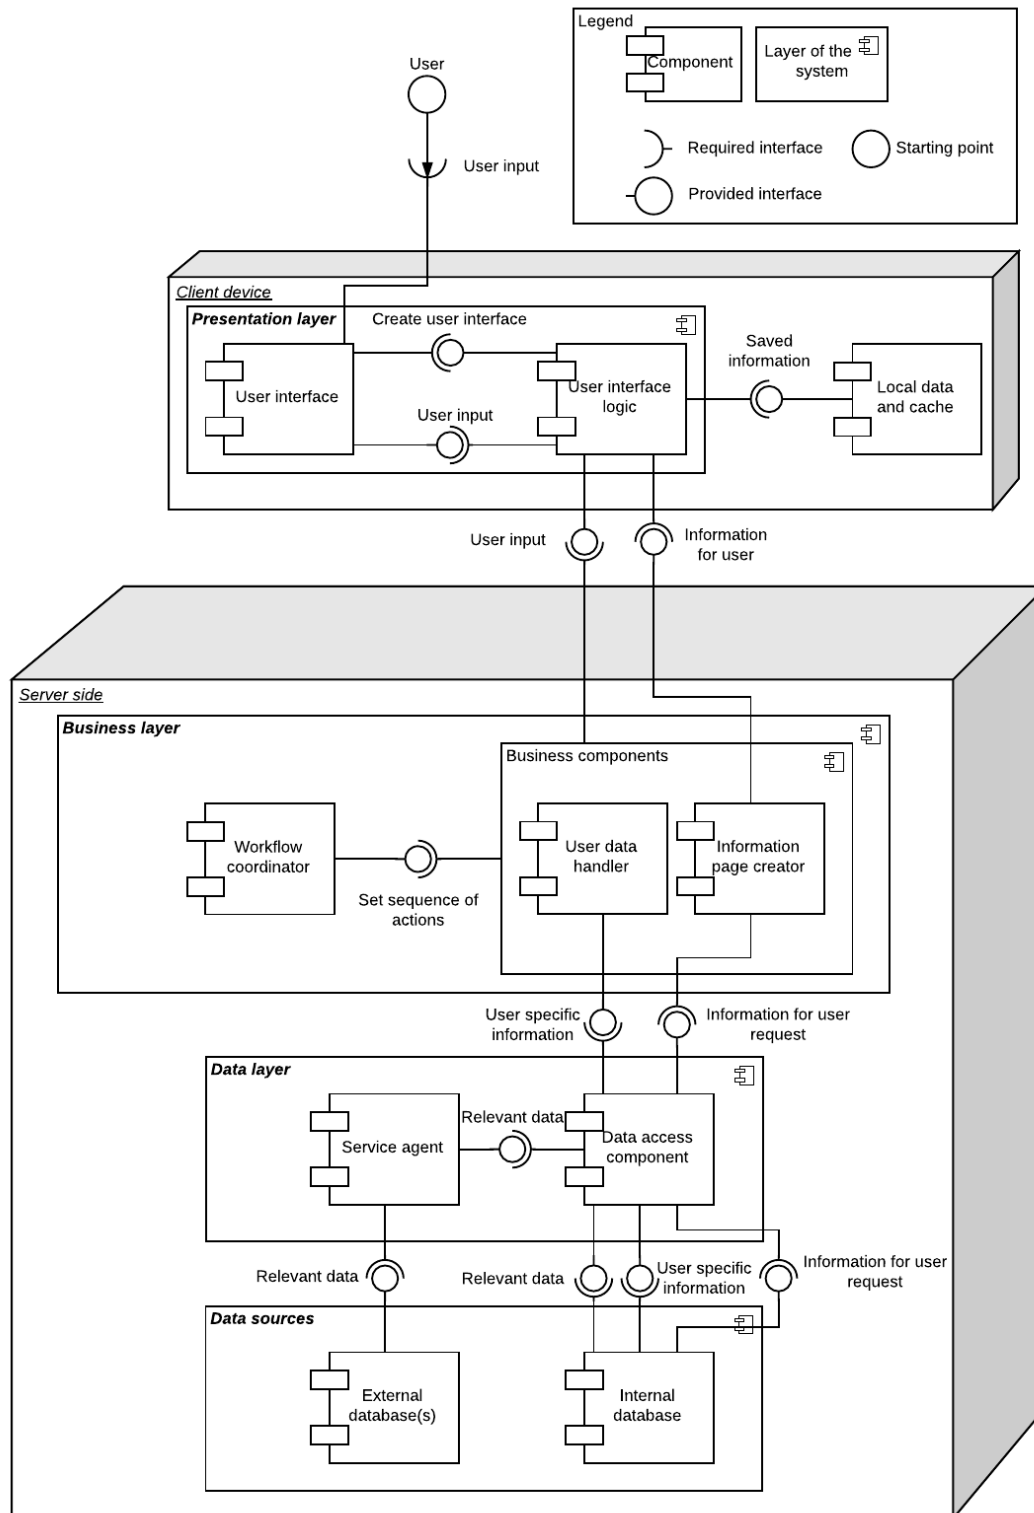 Legend
Component
Layer of the
system
Required interface
Starting point
Provided interface
User
User input
Client device
Presentation layer
Create user interface
User interface
User input
User interface
logic
Saved
information
Local data
and cache
User input
Information
for user
Server side
Business layer
Business components
Workflow
coordinator
Set sequence of
actions
User data
handler
Information
page creator
User specific
information
Information for user
request
Data layer
Service agent
Relevant data
Data access
component
Relevant data
Relevant data
User specific
information
Information for user
request
Data sources
External
database(s)
Internal
database